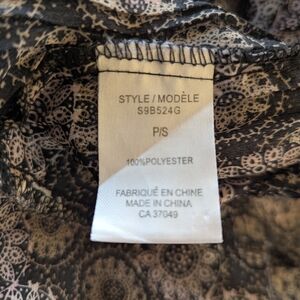 STYLE / MODÈLE
S9B524G
P/S
100%POLYESTER
FABRIQUÉ EN CHINE
MADE IN CHINA
CA 37049